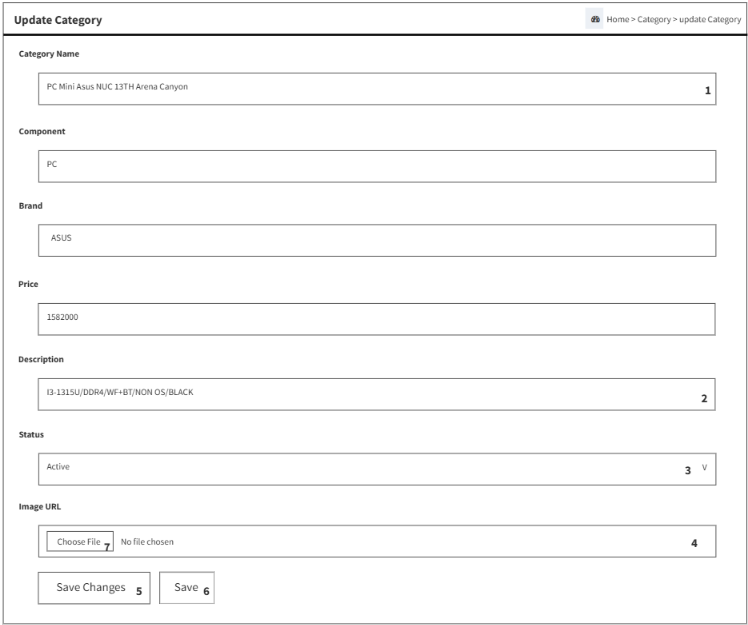 Update Category
Home > Category > update Category
Category Name
PC Mini Asus NUC 13TH Arena Canyon 1
Component
PC
Brand
ASUS
Price
1582000
Description
I3-1315U/DDR4/WF+BT/NON OS/BLACK 2
Status
Active 3 V
Image URL
Choose File 7 No file chosen 4
Save Changes 5 Save 6